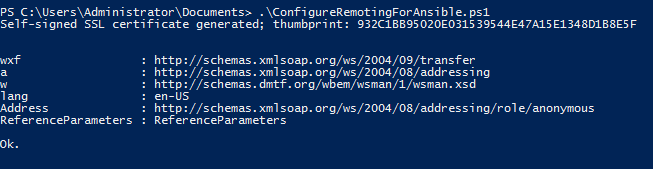 PS C:\Users\Administrator\Documents> .\ConfigureRemotingForAnsible.ps1
Self-signed SSL certificate generated; thumbprint: 932C1BB9502OE031539544E47A15E1348D1B8E5F
wxf : http://schemas.xmlsoap.org/ws/2004/09/transfer
a : http://schemas.xmlsoap.org/ws/2004/08/addressing
w : http://schemas.dmtf.org/wbem/wsman/1/wsman.xsd
lang : en-US
Address : http://schemas.xmlsoap.org/ws/2004/08/addressing/role/anonymous
ReferenceParameters : ReferenceParameters
Ok.